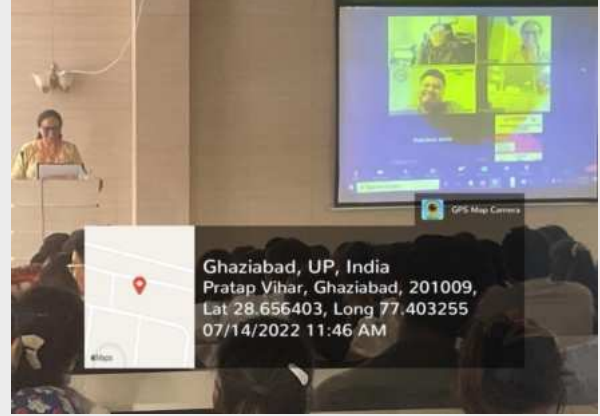 GPS Map Camera
Ghaziabad, UP, India
Pratap Vihar, Ghaziabad, 201009,
Lat 28.656403, Long 77.403255
07/14/2022 11:46 AM
Maps